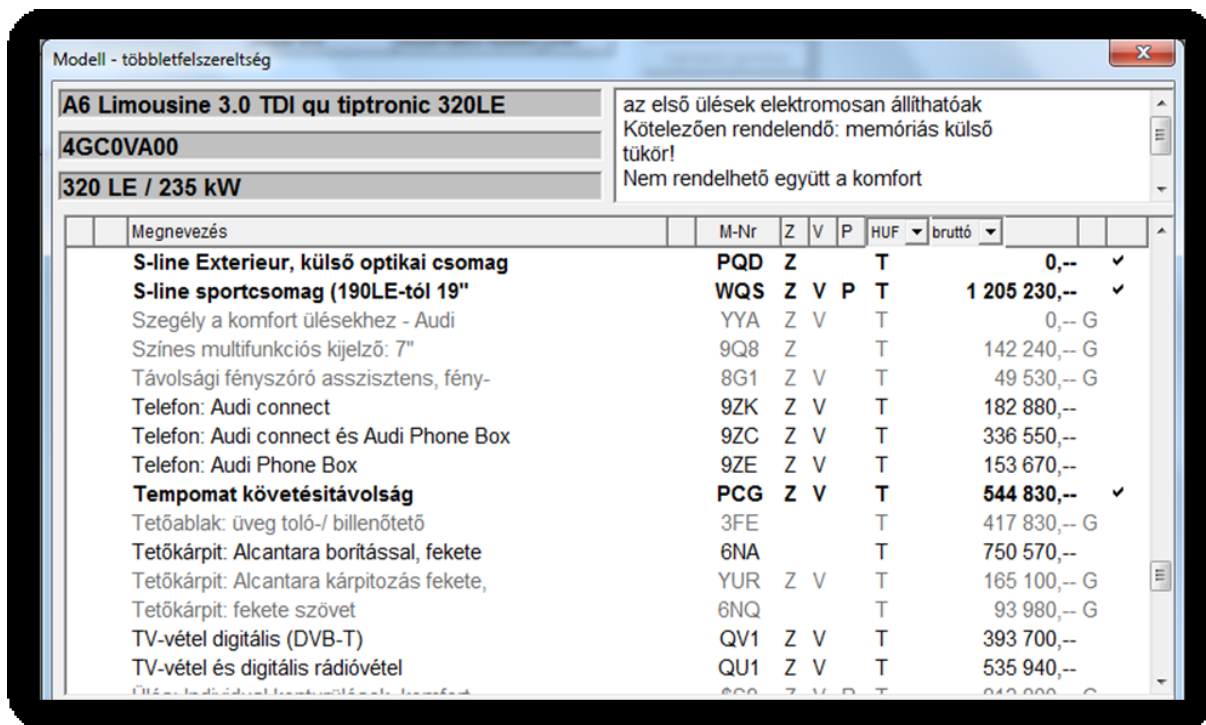 Modell - többletfelszereltség
A6 Limousine 3.0 TDI qu tiptronic 320LE
4GC0VA00
320 LE / 235 kW
az első ülések elektromosan állíthatóak
Kötelezően rendelendő: memóriás külső
tükör!
Nem rendelhető együtt a komfort
Megnevezés M-Nr Z V P HUF bruttó
S-line Exterieur, külső optikai csomag PQD Z T 0,--
S-line sportcsomag (190LE-tól 19" WQS Z V P T 1 205 230,--
Szegély a komfort ülésekhez - Audi YYA Z V T 0,-- G
Színes multifunkciós kijelző: 7" 9Q8 Z T 142 240,-- G
Távolsági fényszóró asszisztens, fény- 8G1 Z V T 49 530,-- G
Telefon: Audi connect 9ZK Z V T 182 880,--
Telefon: Audi connect és Audi Phone Box 9ZC Z V T 336 550,--
Telefon: Audi Phone Box 9ZE Z V T 153 670,--
Tempomat követésitávolság PCG Z V T 544 830,--
Tetőablak: üveg toló-/ billenőtető 3FE T 417 830,-- G
Tetőkárpit: Alcantara borítással, fekete 6NA T 750 570,--
Tetőkárpit: Alcantara kárpitozás fekete, YUR Z V T 165 100,-- G
Tetőkárpit: fekete szövet 6NQ T 93 980,-- G
TV-vétel digitális (DVB-T) QV1 Z V T 393 700,--
TV-vétel és digitális rádióvétel QU1 Z V T 535 940,--